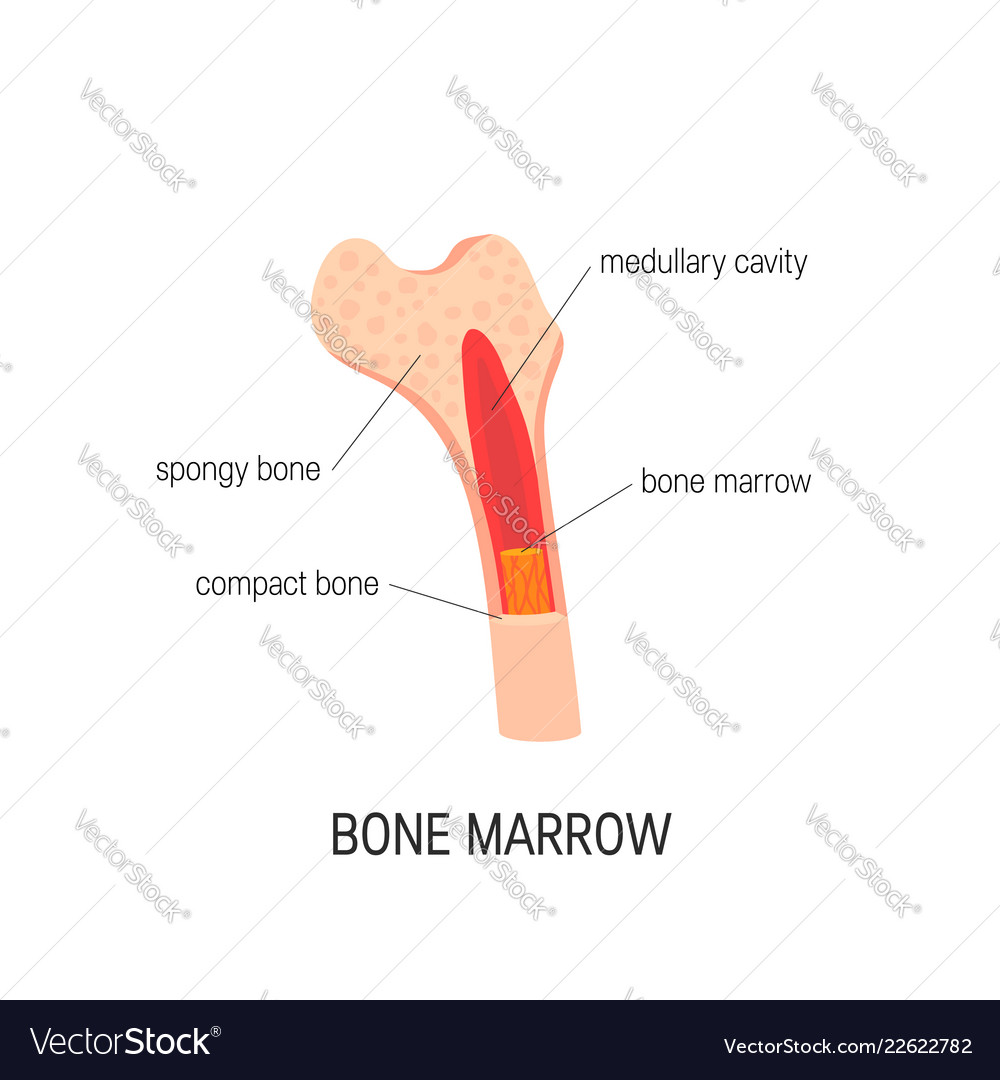 medullary cavity
spongy bone
bone marrow
compact bone
BONE MARROW
VectorStock®
VectorStock.com/22622782